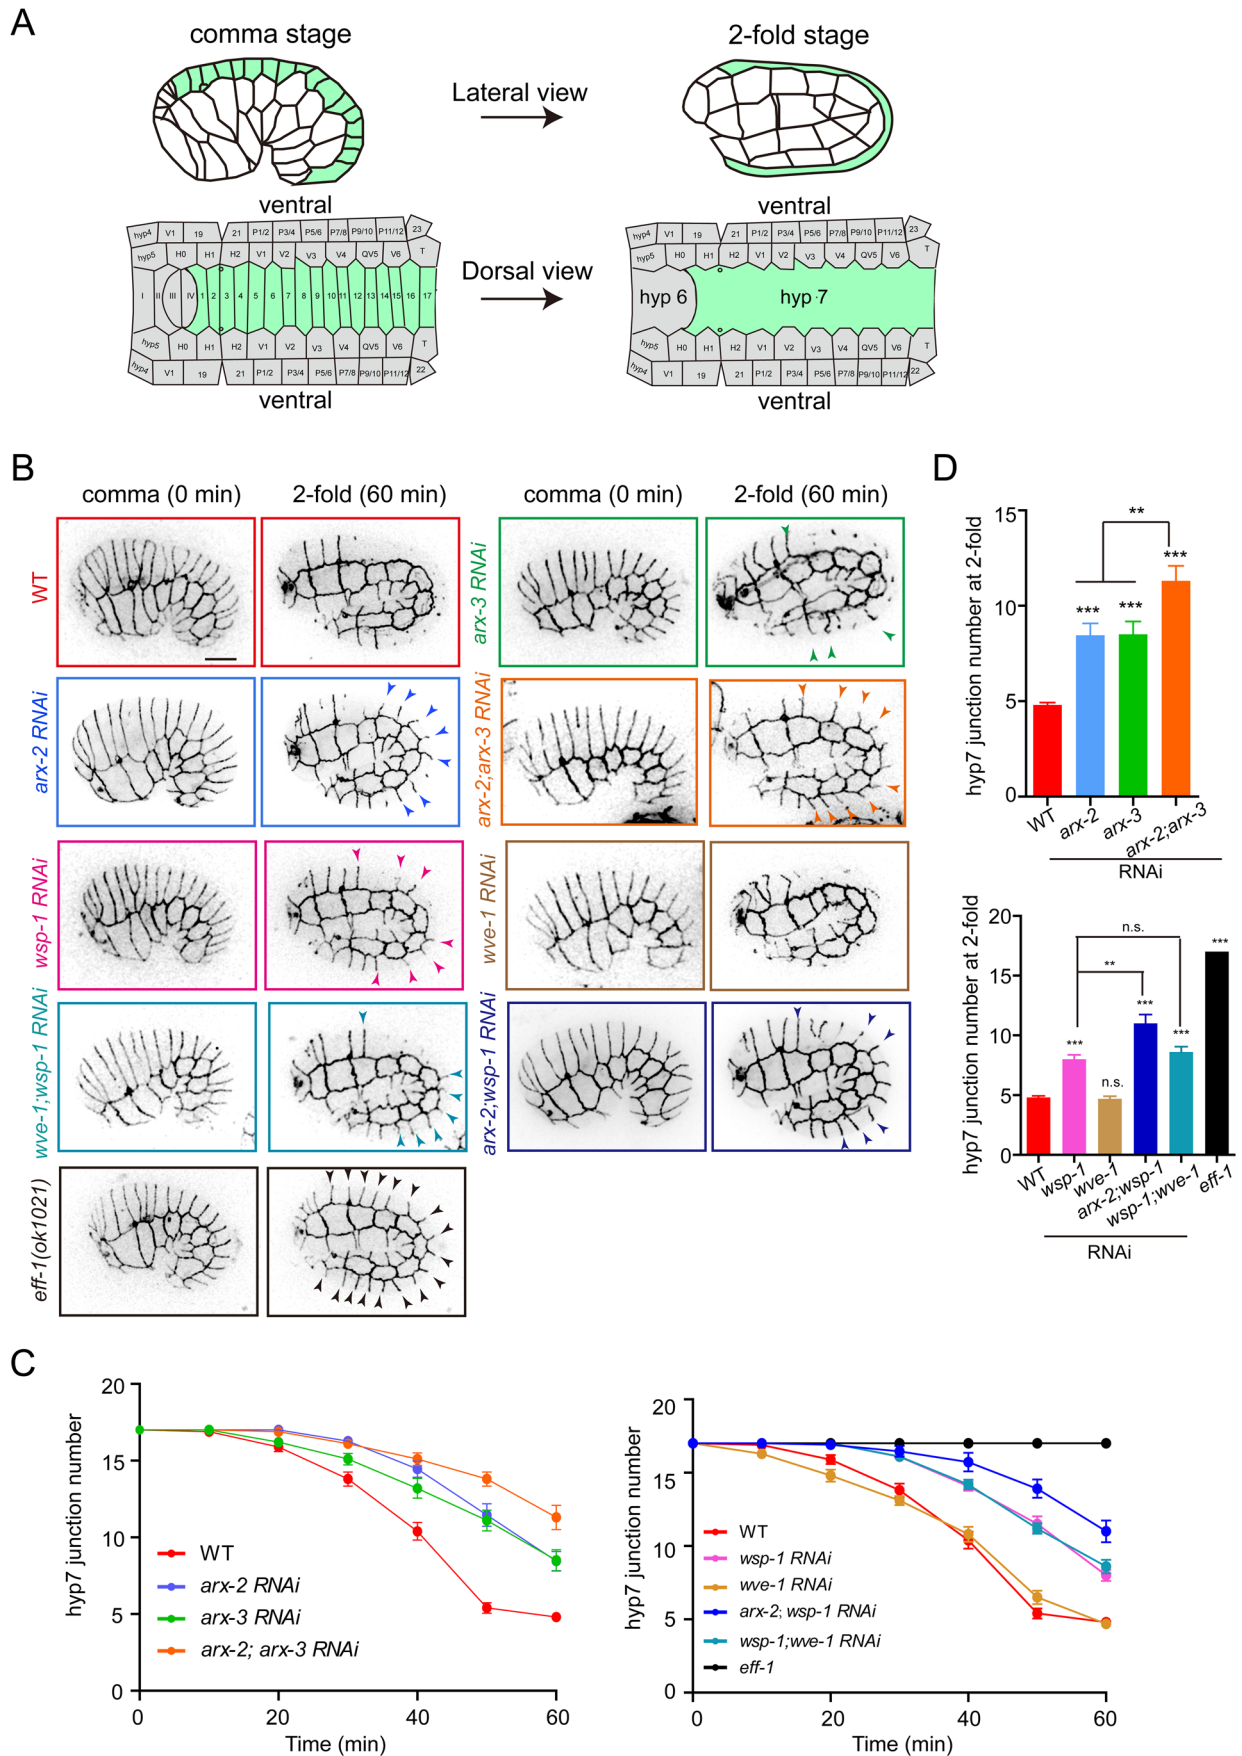 A
comma stage
2-fold stage
Lateral view
ventral
ventral
hyp4 V1 19 21 P1/2 P3/4 P5/6 P7/8 P9/10 P11/12 23
hyp5 H0 H1 H2 V1 V2 V3 V4 QV5 V6 T
I II III IV 1 2 3 4 5 6 7 8 9 10 11 12 13 14 15 16 17
hyp5 H0 H1 H2 V1 V2 V3 V4 QV5 V6 T
hyp4 V1 19 21 P1/2 P3/4 P5/6 P7/8 P9/10 P11/12 22
Dorsal view
hyp4 V1 19 21 P1/2 P3/4 P5/6 P7/8 P9/10 P11/12 23
hyp5 H0 H1 H2 V1 V2 V3 V4 QV5 V6 T
hyp 6 hyp 7
hyp5 H0 H1 H2 V1 V2 V3 V4 QV5 V6 T
hyp4 V1 19 21 P1/2 P3/4 P5/6 P7/8 P9/10 P11/12 22
ventral
ventral
B
comma (0 min)
2-fold (60 min)
comma (0 min)
2-fold (60 min)
WT
arx-3 RNAi
arx-2 RNAi
arx-2;arx-3 RNAi
wsp-1 RNAi
wve-1 RNAi
wve-1;wsp-1 RNAi
arx-2;wsp-1 RNAi
eff-1(ok1021)
D
hyp7 junction number at 2-fold
15
10
5
0
***
***
**
***
WT
arx-2
arx-3
arx-2;arx-3
RNAi
hyp7 junction number at 2-fold
20
15
10
5
0
n.s.
**
***
n.s.
***
***
***
WT
wsp-1
wve-1
arx-2;wsp-1
wsp-1;wve-1
eff-1
RNAi
C
hyp7 junction number
20
15
10
5
0
WT
arx-2 RNAi
arx-3 RNAi
arx-2; arx-3 RNAi
0 20 40 60
Time (min)
hyp7 junction number
20
15
10
5
0
WT
wsp-1 RNAi
wve-1 RNAi
arx-2; wsp-1 RNAi
wsp-1;wve-1 RNAi
eff-1
0 20 40 60
Time (min)